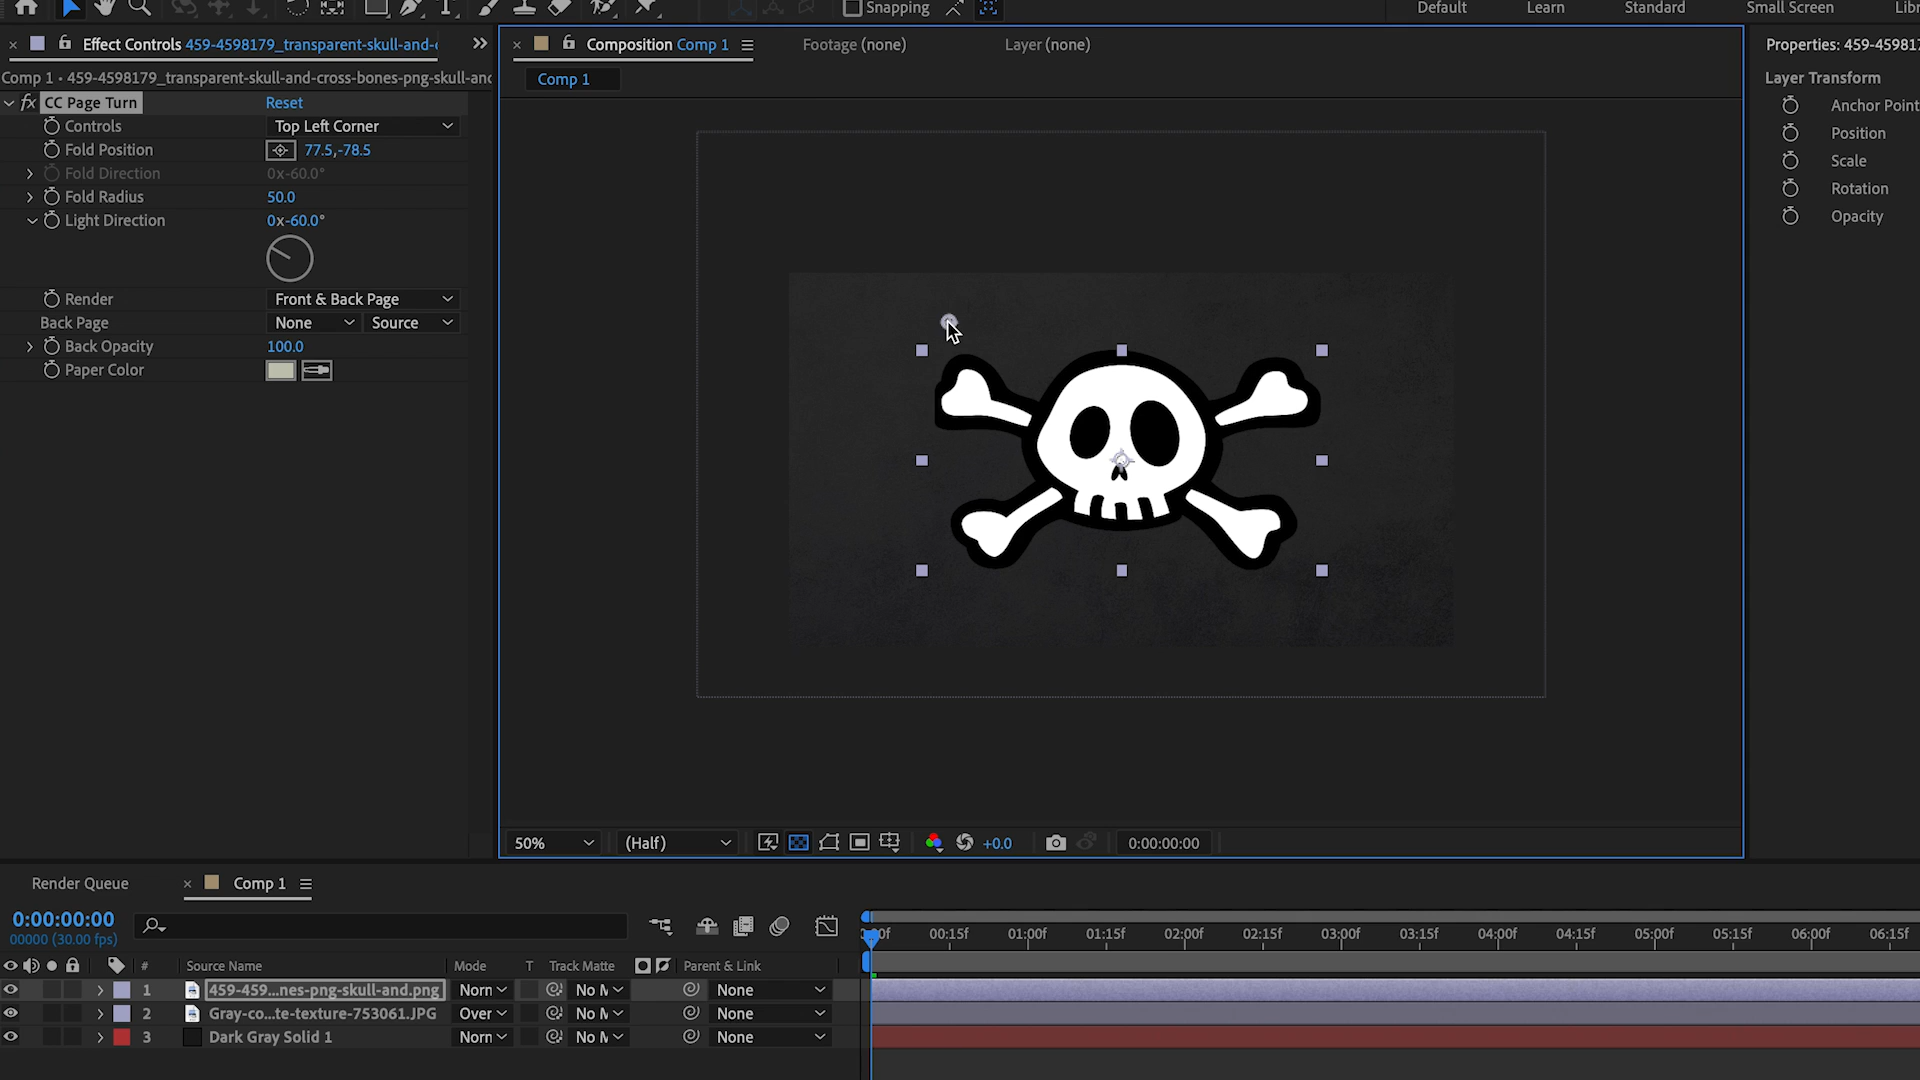 Snapping
Default
Learn
Standard
Small Screen
Libr
Effect Controls 459-4598179_transparent-skull-and-c
Composition Comp 1
Footage (none)
Layer (none)
Properties: 459-459817
Comp 1 • 459-4598179_transparent-skull-and-cross-bones-png-skull-and
Comp 1
Layer Transform
CC Page Turn
Reset
Controls
Top Left Corner
Anchor Point
Fold Position
77.5,-78.5
Position
Fold Direction
0x-60.0°
Scale
Fold Radius
50.0
Rotation
Light Direction
0x-60.0°
Opacity
Render
Front & Back Page
Back Page
None
Source
Back Opacity
100.0
Paper Color
50%
(Half)
+0.0
0:00:00:00
Render Queue
Comp 1
0:00:00:00
00000 (30.00 fps)
00f
00:15f
01:00f
01:15f
02:00f
02:15f
03:00f
03:15f
04:00f
04:15f
05:00f
05:15f
06:00f
06:15f
#
Source Name
Mode
T
Track Matte
Parent & Link
1
459-459...nes-png-skull-and.png
Norn
No M
None
2
Gray-co...te-texture-753061.JPG
Over
No M
None
3
Dark Gray Solid 1
Norn
No M
None